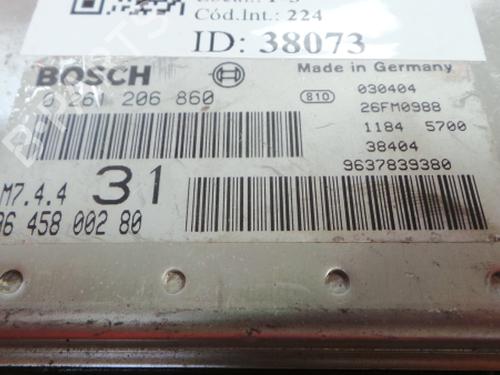 Cód.Int.: 224
ID: 38073
BOSCH
Made in Germany
0 261 206 860
810
030404
26FM0988
1184 5700
38404
9637839380
M7.4.4 31
96 458 002 80